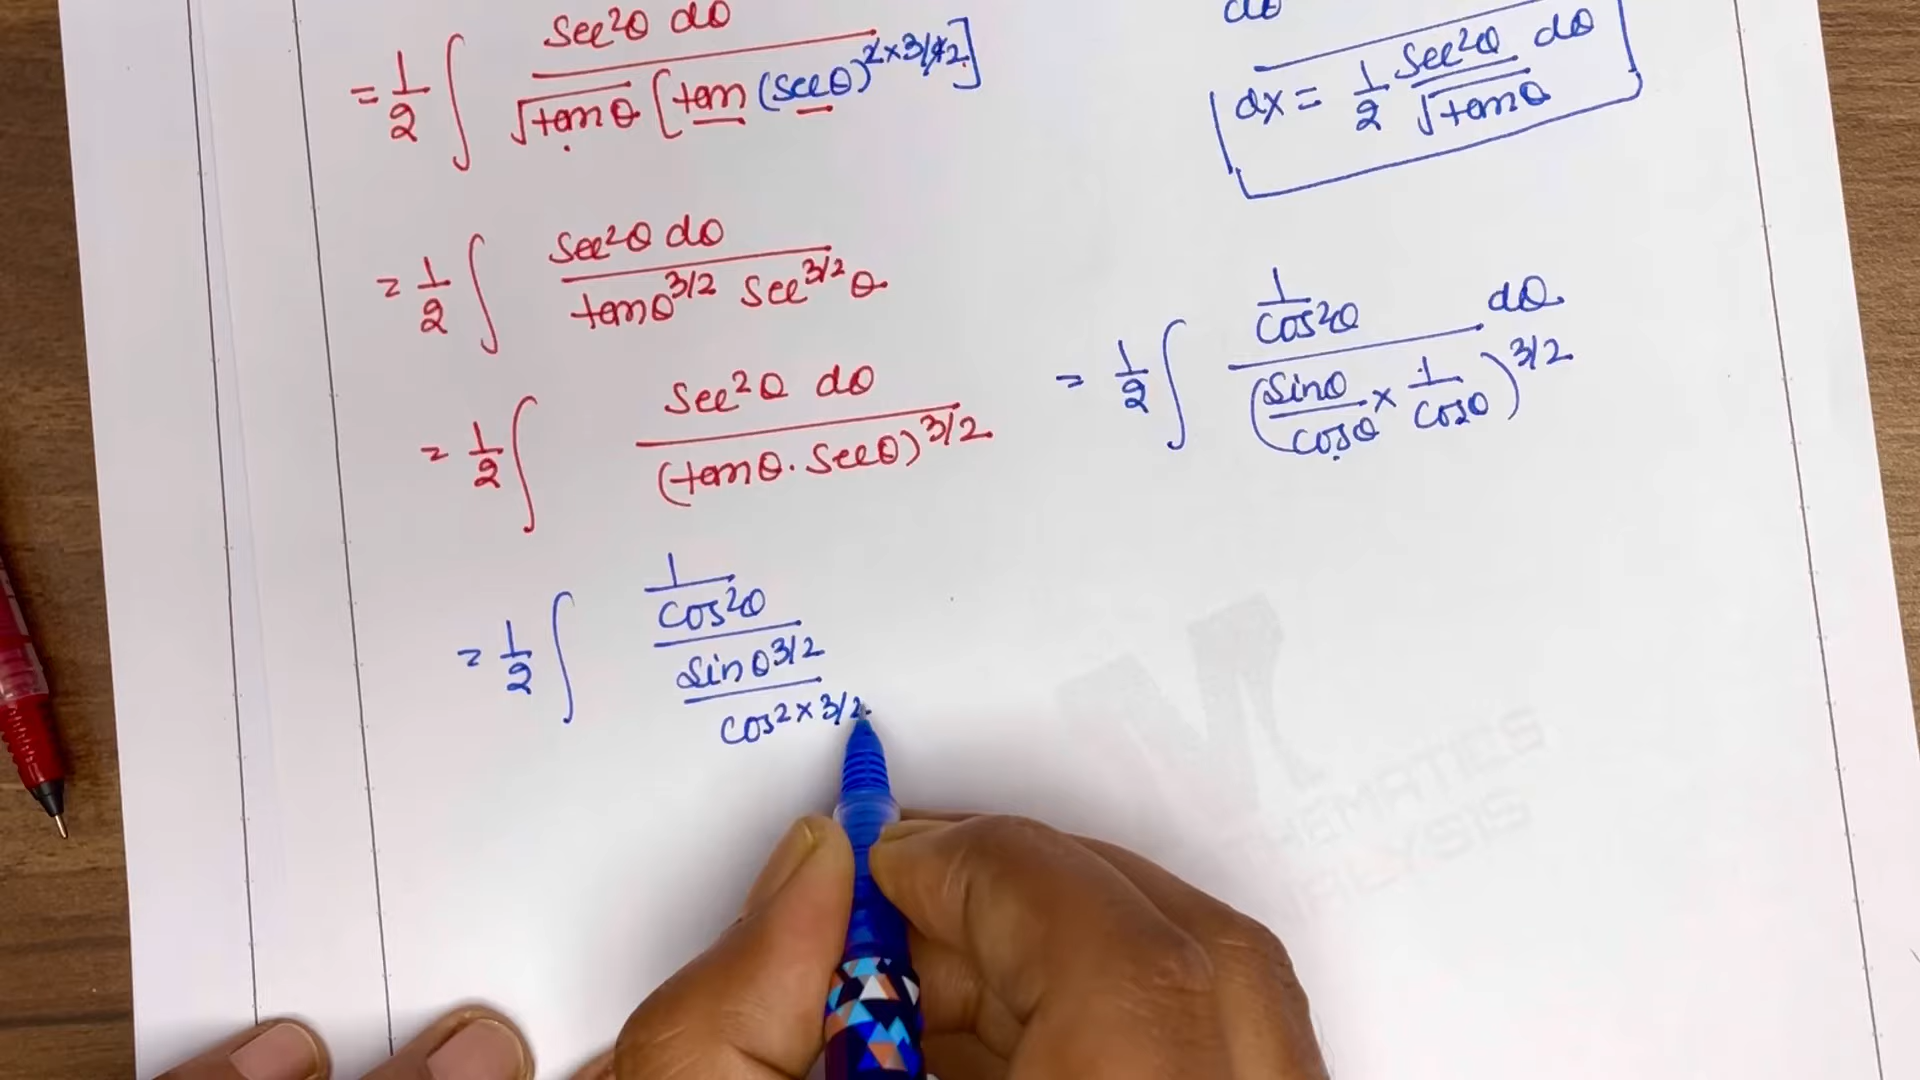 = 1/2 ∫ sec²θ dθ / √tanθ [tan (secθ)^2×3/42]
= 1/2 ∫ sec²θ dθ / tanθ^3/2 sec^3/2 θ
= 1/2 ∫ sec²θ dθ / (tanθ · secθ)^3/2
= 1/2 ∫ 1/cos²θ / sinθ^3/2 / cos^2×3/2
dθ
dx = 1/2 sec²θ dθ / √tanθ
= 1/2 ∫ 1/cos²θ dθ / (sinθ/cosθ × 1/cosθ)^3/2